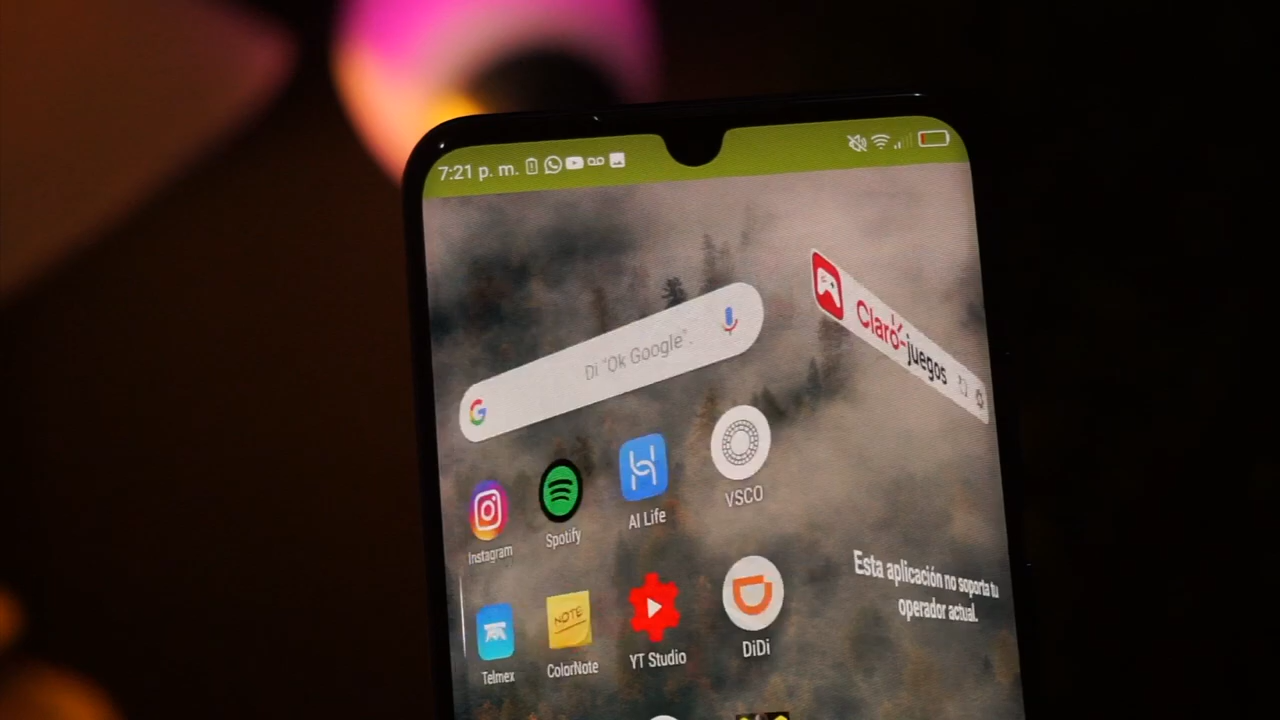 7:21 p. m.
Di "Ok Google".
Claro-
juegos
Instagram
Spotify
AI Life
VSCO
Esta aplicación no soporta tu
operador actual.
NOTE
Telmex
ColorNote
YT Studio
DiDi